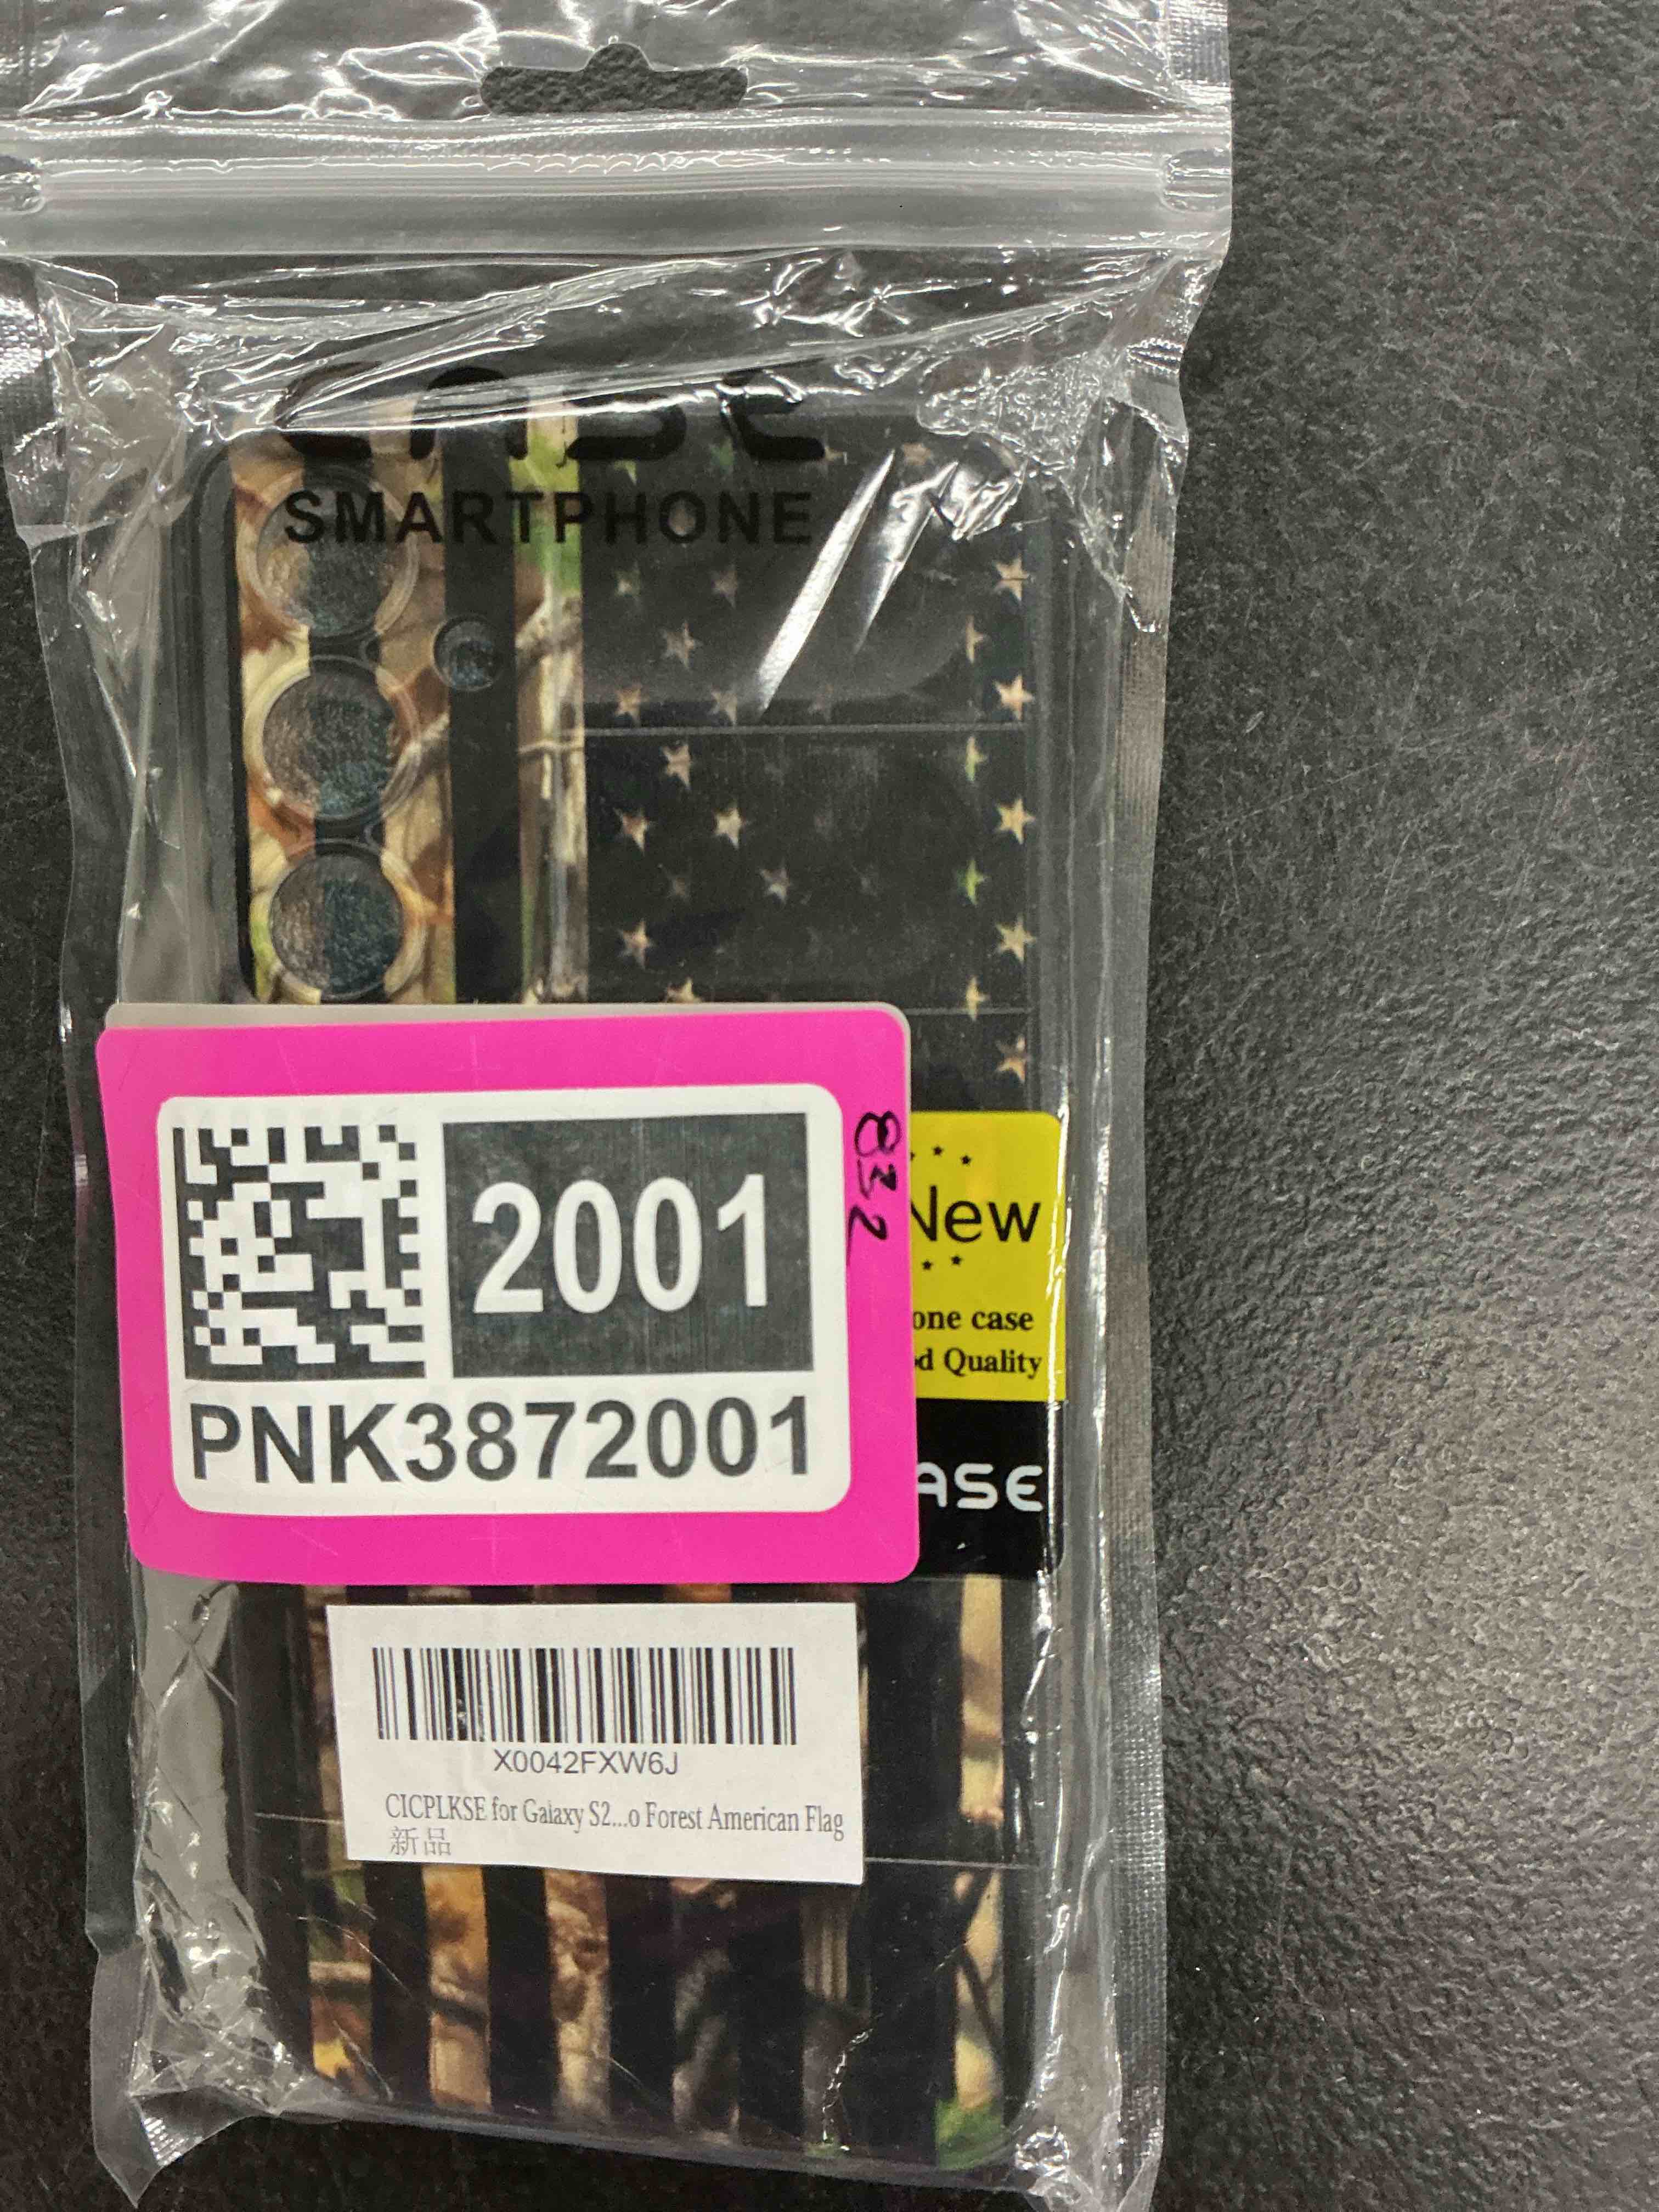 CASE
SMARTPHONE
2001
832
PNK3872001
New
one case
d Quality
ASE
X0042FXW6J
CICPLKSE for Galaxy S2...o Forest American Flag
新品